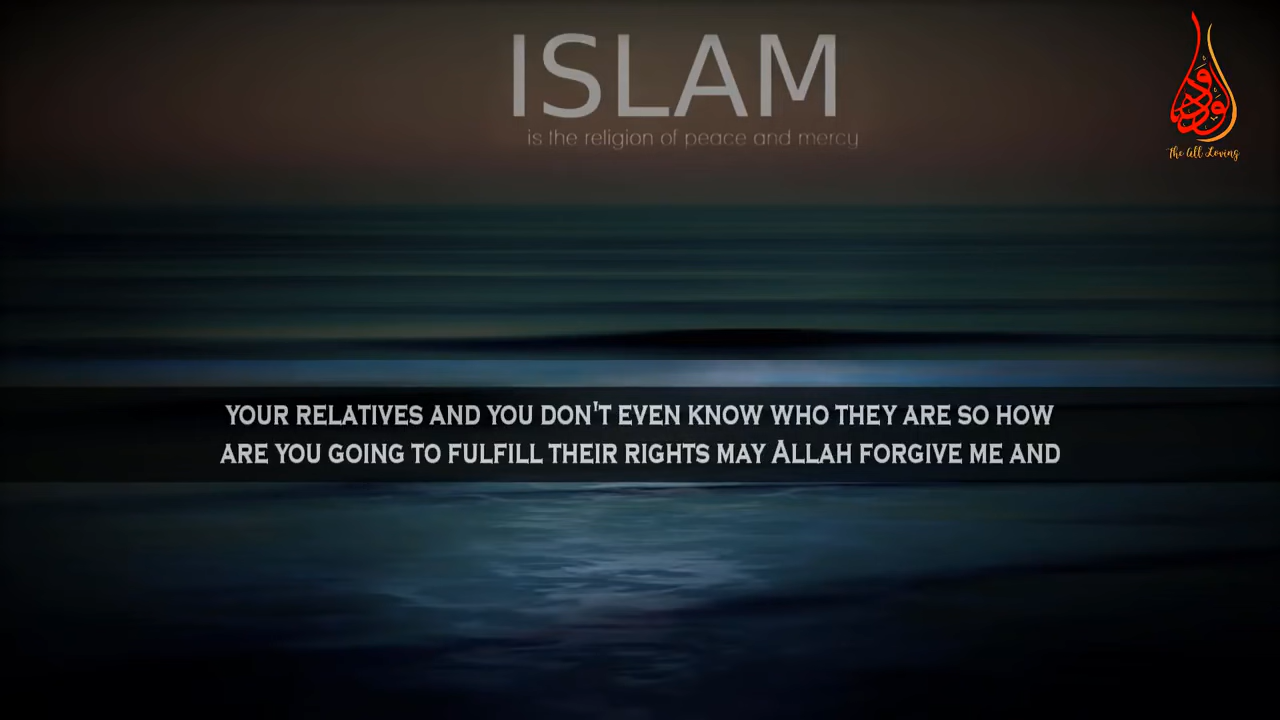 ISLAM
is the religion of peace and mercy
الودود
The All Loving
YOUR RELATIVES AND YOU DON'T EVEN KNOW WHO THEY ARE SO HOW
ARE YOU GOING TO FULFILL THEIR RIGHTS MAY ALLAH FORGIVE ME AND